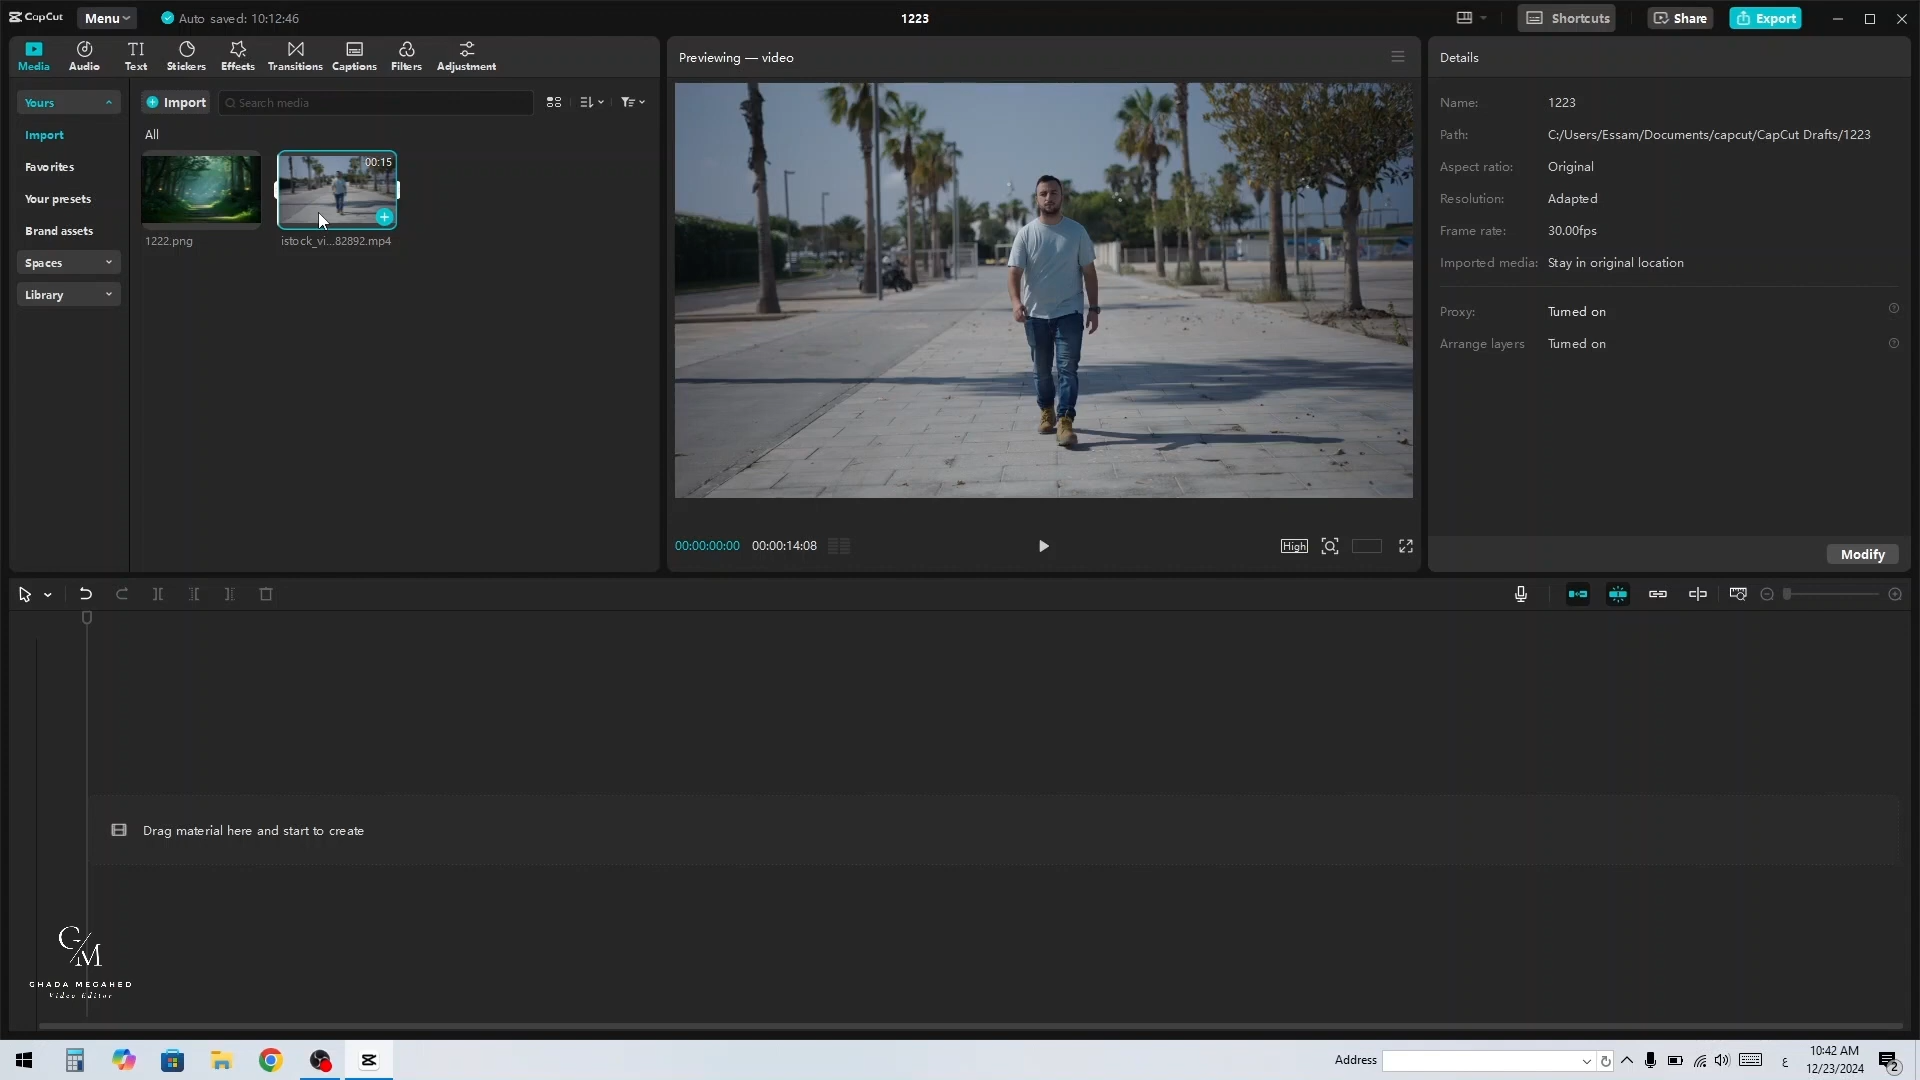 CapCut
Menu
Auto saved: 10:12:46
1223
Shortcuts
Share
Export
Media
Audio
Text
Stickers
Effects
Transitions
Captions
Filters
Adjustment
Yours
Import
Favorites
Your presets
Brand assets
Spaces
Library
Import
Search media
All
00:15
1222.png
istock_vi...82892.mp4
Previewing — video
00:00:00:00
00:00:14:08
High
Details
Name: 1223
Path: C:/Users/Essam/Documents/capcut/CapCut Drafts/1223
Aspect ratio: Original
Resolution: Adapted
Frame rate: 30.00fps
Imported media: Stay in original location
Proxy: Turned on
Arrange layers Turned on
Modify
Drag material here and start to create
G/M
GHADA MEGAHED
Video Editor
Address
ع
10:42 AM
12/23/2024
2